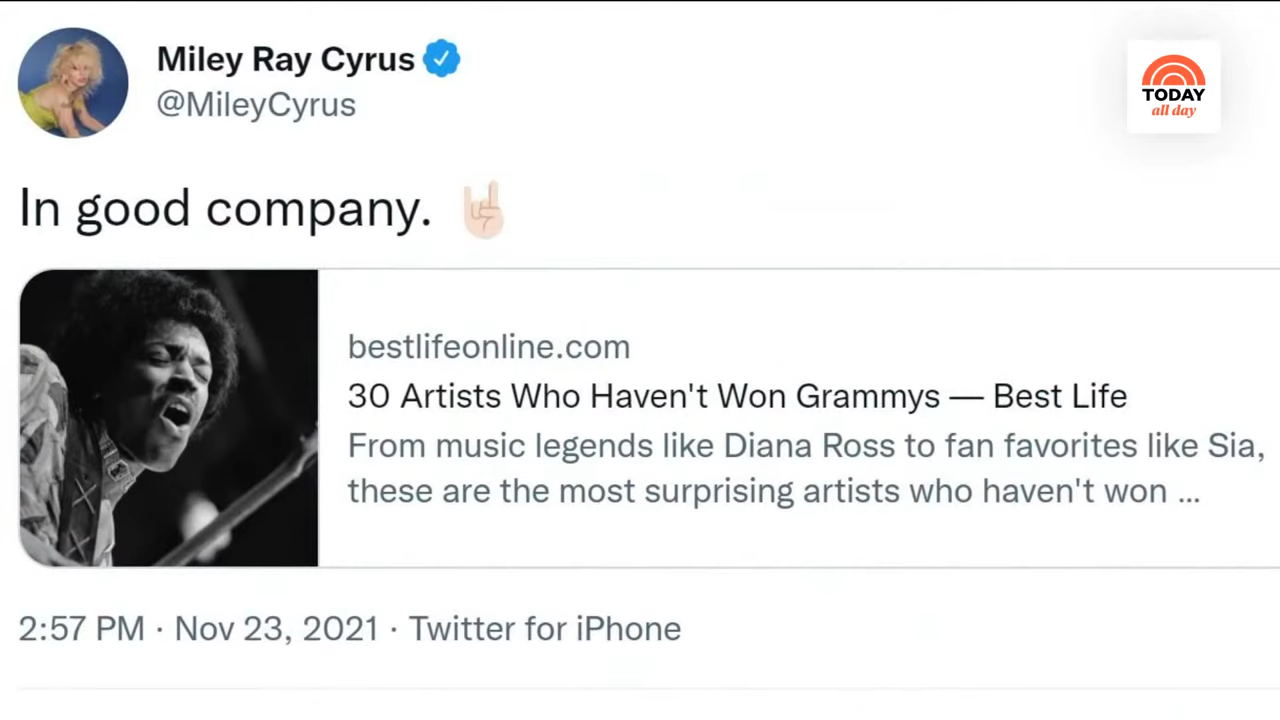 Miley Ray Cyrus
@MileyCyrus
TODAY
all day
In good company. 🤘🏻
bestlifeonline.com
30 Artists Who Haven't Won Grammys — Best Life
From music legends like Diana Ross to fan favorites like Sia,
these are the most surprising artists who haven't won ...
2:57 PM · Nov 23, 2021 · Twitter for iPhone